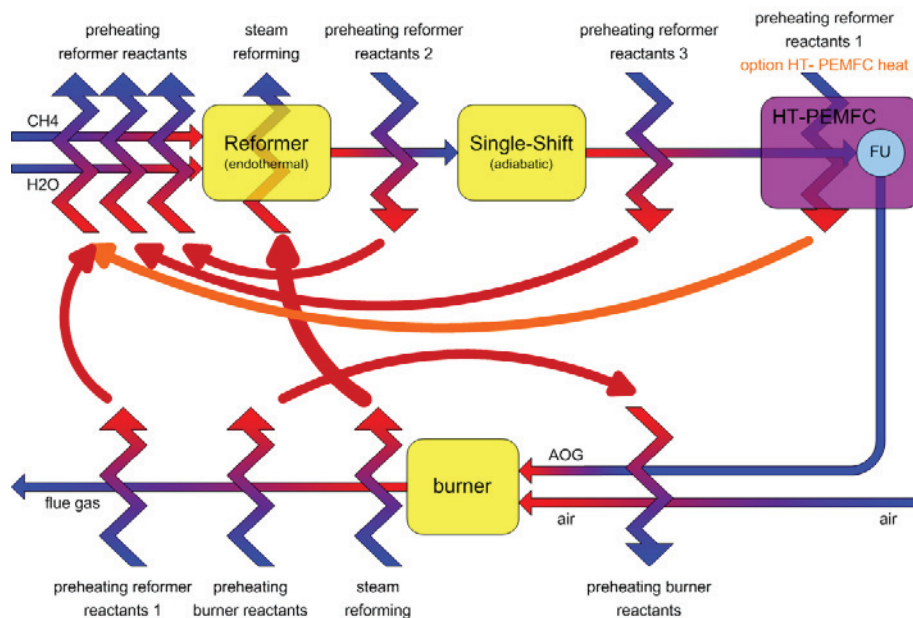 preheating
reformer reactants
steam
reforming
preheating reformer
reactants 2
preheating reformer
reactants 3
preheating reformer
reactants 1
option HT- PEMFC heat
CH4
H2O
Reformer
(endothermal)
Single-Shift
(adiabatic)
HT-PEMFC
FU
AOG
burner
flue gas
air
air
preheating reformer
reactants 1
preheating
burner reactants
steam
reforming
preheating burner
reactants